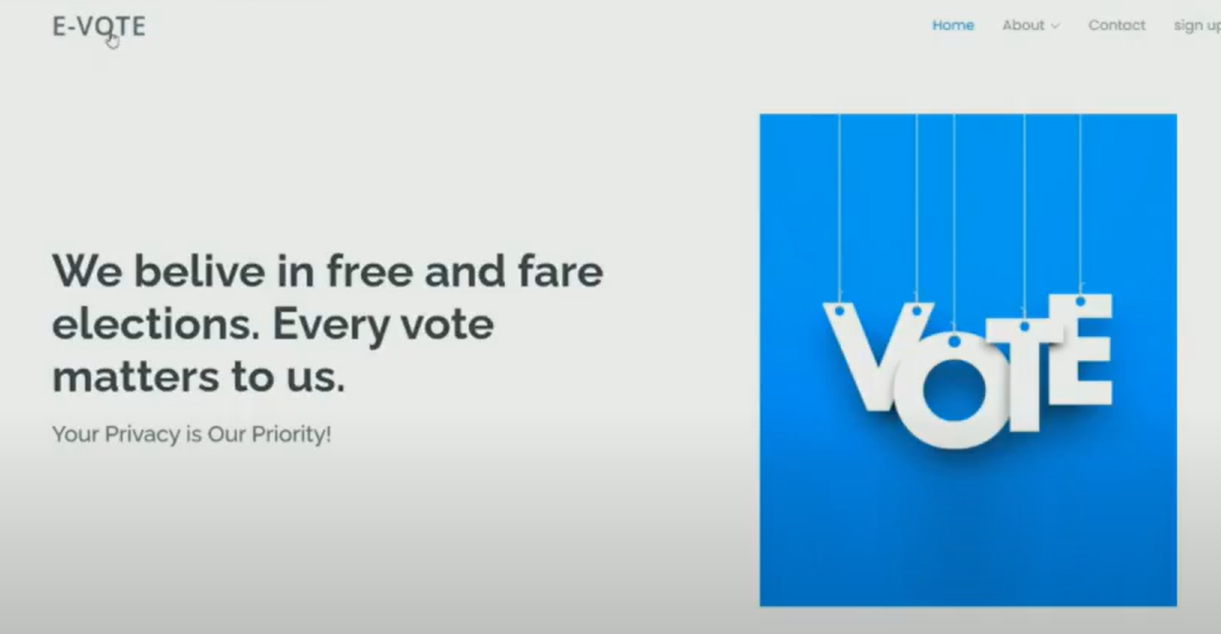 E-VOTE
Home About Contact sign up
We belive in free and fare
elections. Every vote
matters to us.
Your Privacy is Our Priority!
VOTE